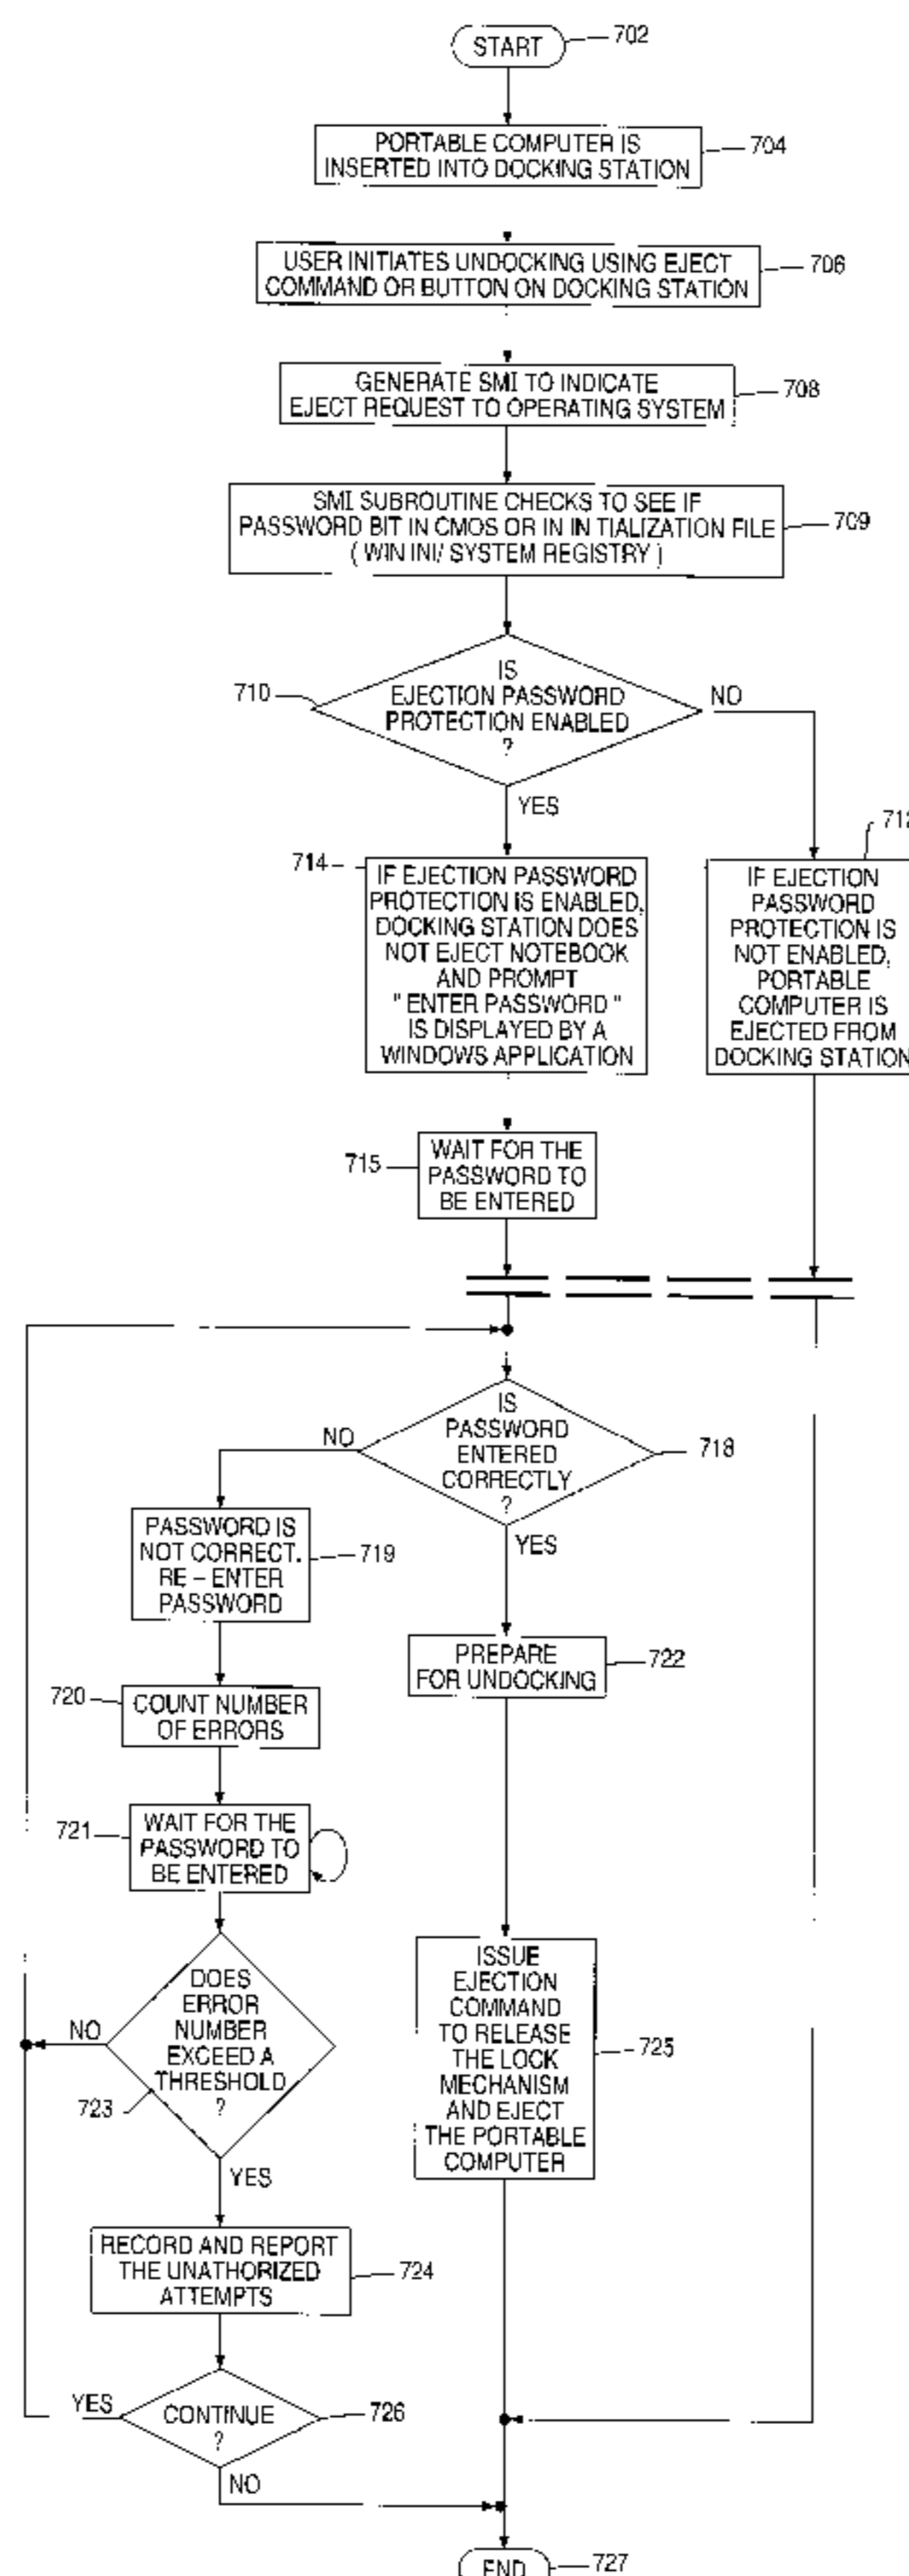 START
702
PORTABLE COMPUTER IS
INSERTED INTO DOCKING STATION
704
USER INITIATES UNDOCKING USING EJECT
COMMAND OR BUTTON ON DOCKING STATION
706
GENERATE SMI TO INDICATE
EJECT REQUEST TO OPERATING SYSTEM
708
SMI SUBROUTINE CHECKS TO SEE IF
PASSWORD BIT IN CMOS OR IN IN TIALIZATION FILE
( WIN INI/ SYSTEM REGISTRY )
709
710
IS
EJECTION PASSWORD
PROTECTION ENABLED
?
NO
YES
712
714
IF EJECTION PASSWORD
PROTECTION IS ENABLED,
DOCKING STATION DOES
NOT EJECT NOTEBOOK
AND PROMPT
" ENTER PASSWORD "
IS DISPLAYED BY A
WINDOWS APPLICATION
IF EJECTION
PASSWORD
PROTECTION IS
NOT ENABLED,
PORTABLE
COMPUTER IS
EJECTED FROM
DOCKING STATION
715
WAIT FOR THE
PASSWORD TO
BE ENTERED
IS
PASSWORD
ENTERED
CORRECTLY
?
718
NO
YES
PASSWORD IS
NOT CORRECT.
RE - ENTER
PASSWORD
719
PREPARE
FOR UNDOCKING
722
720
COUNT NUMBER
OF ERRORS
721
WAIT FOR THE
PASSWORD TO
BE ENTERED
ISSUE
EJECTION
COMMAND
TO RELEASE
THE LOCK
MECHANISM
AND EJECT
THE PORTABLE
COMPUTER
725
DOES
ERROR
NUMBER
EXCEED A
THRESHOLD
?
NO
723
YES
RECORD AND REPORT
THE UNATHORIZED
ATTEMPTS
724
YES
CONTINUE
?
726
NO
END
727